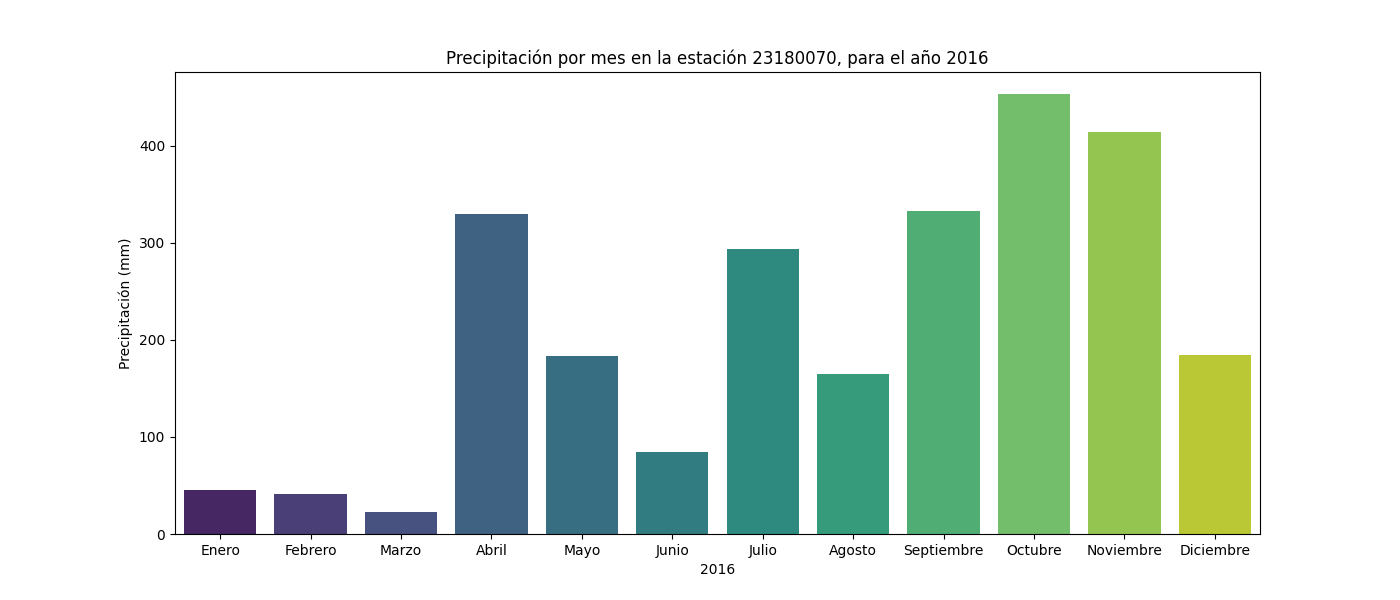 Precipitación por mes en la estación 23180070, para el año 2016
Precipitación (mm)
400
300
200
100
0
Enero Febrero Marzo Abril Mayo Junio Julio Agosto Septiembre Octubre Noviembre Diciembre
2016